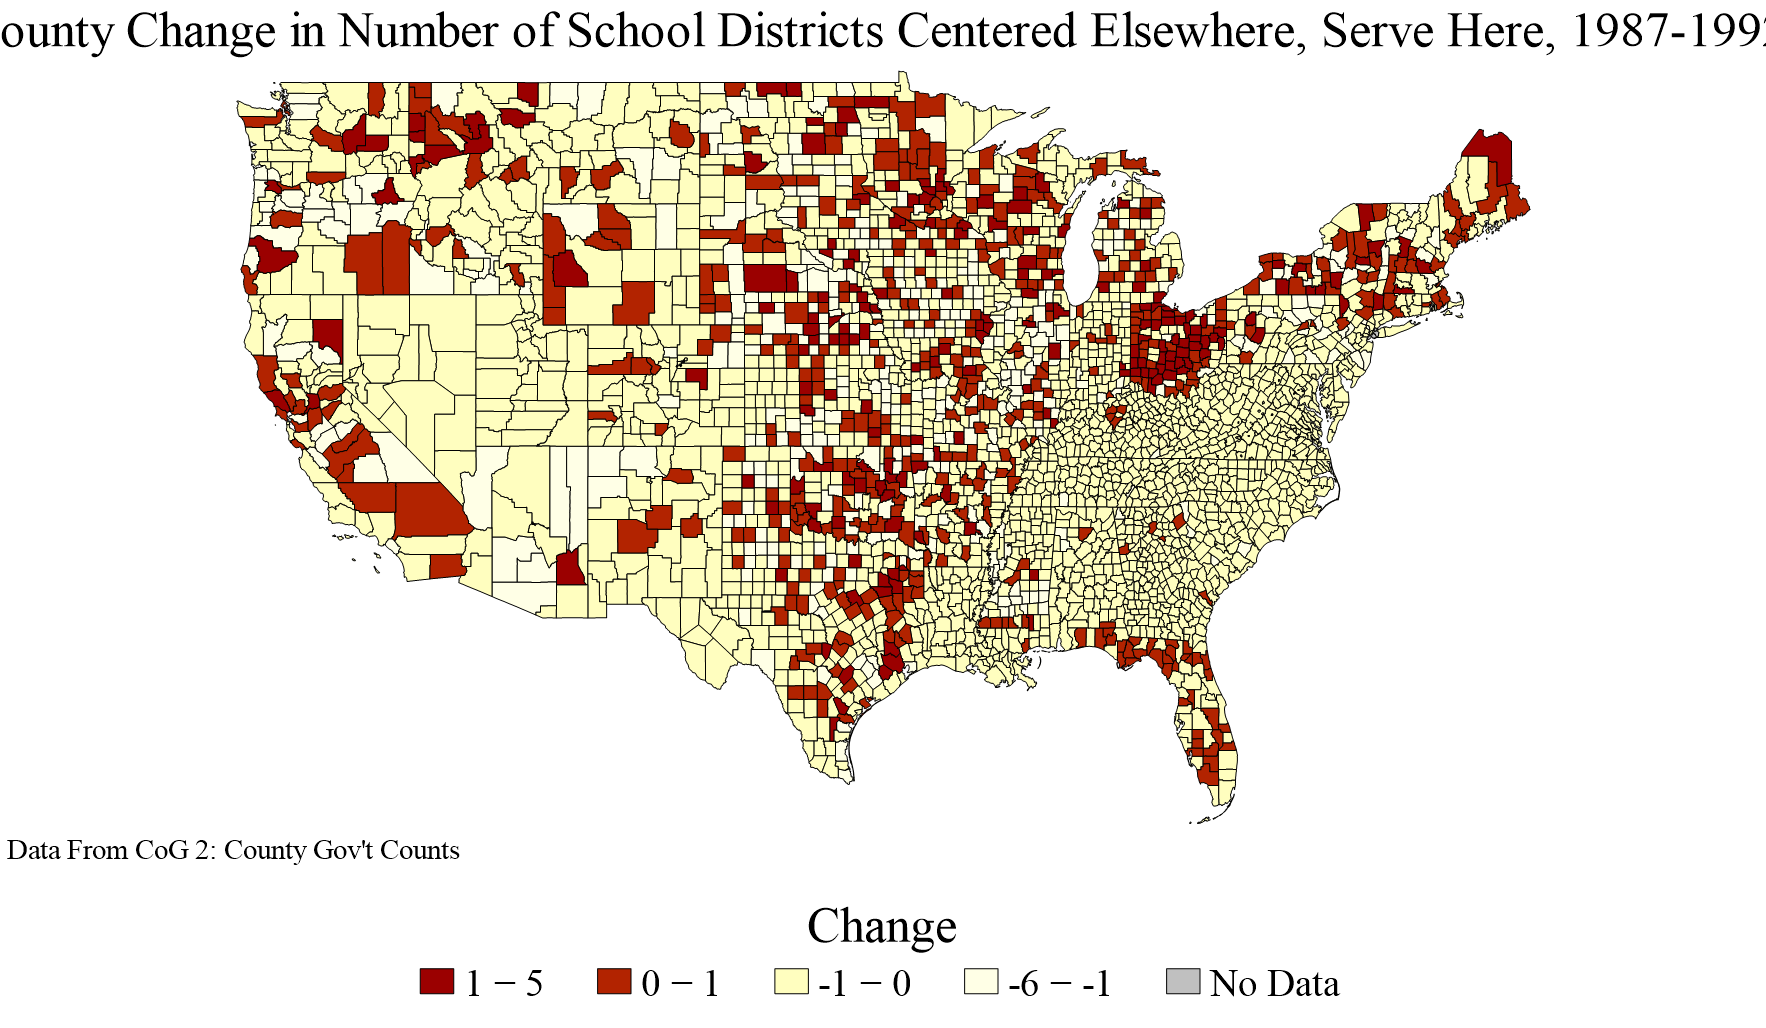 ounty Change in Number of School Districts Centered Elsewhere, Serve Here, 1987-199
Data From CoG 2: County Gov't Counts
Change
1 – 5
0 – 1
-1 – 0
-6 – -1
No Data